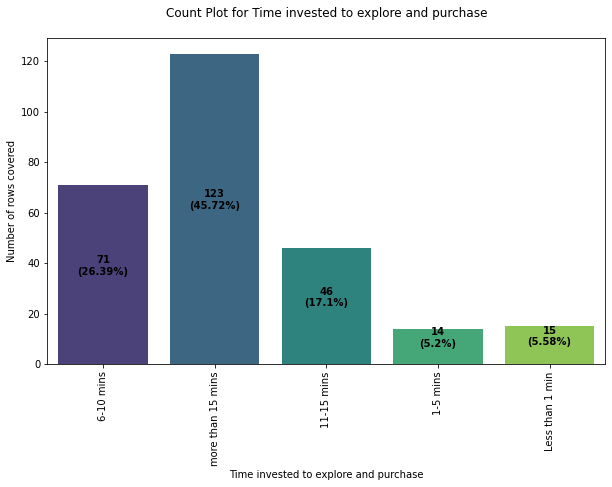 Count Plot for Time invested to explore and purchase
120
100
80
60
40
20
0
Number of rows covered
71
(26.39%)
123
(45.72%)
46
(17.1%)
14
(5.2%)
15
(5.58%)
6-10 mins
more than 15 mins
11-15 mins
1-5 mins
Less than 1 min
Time invested to explore and purchase